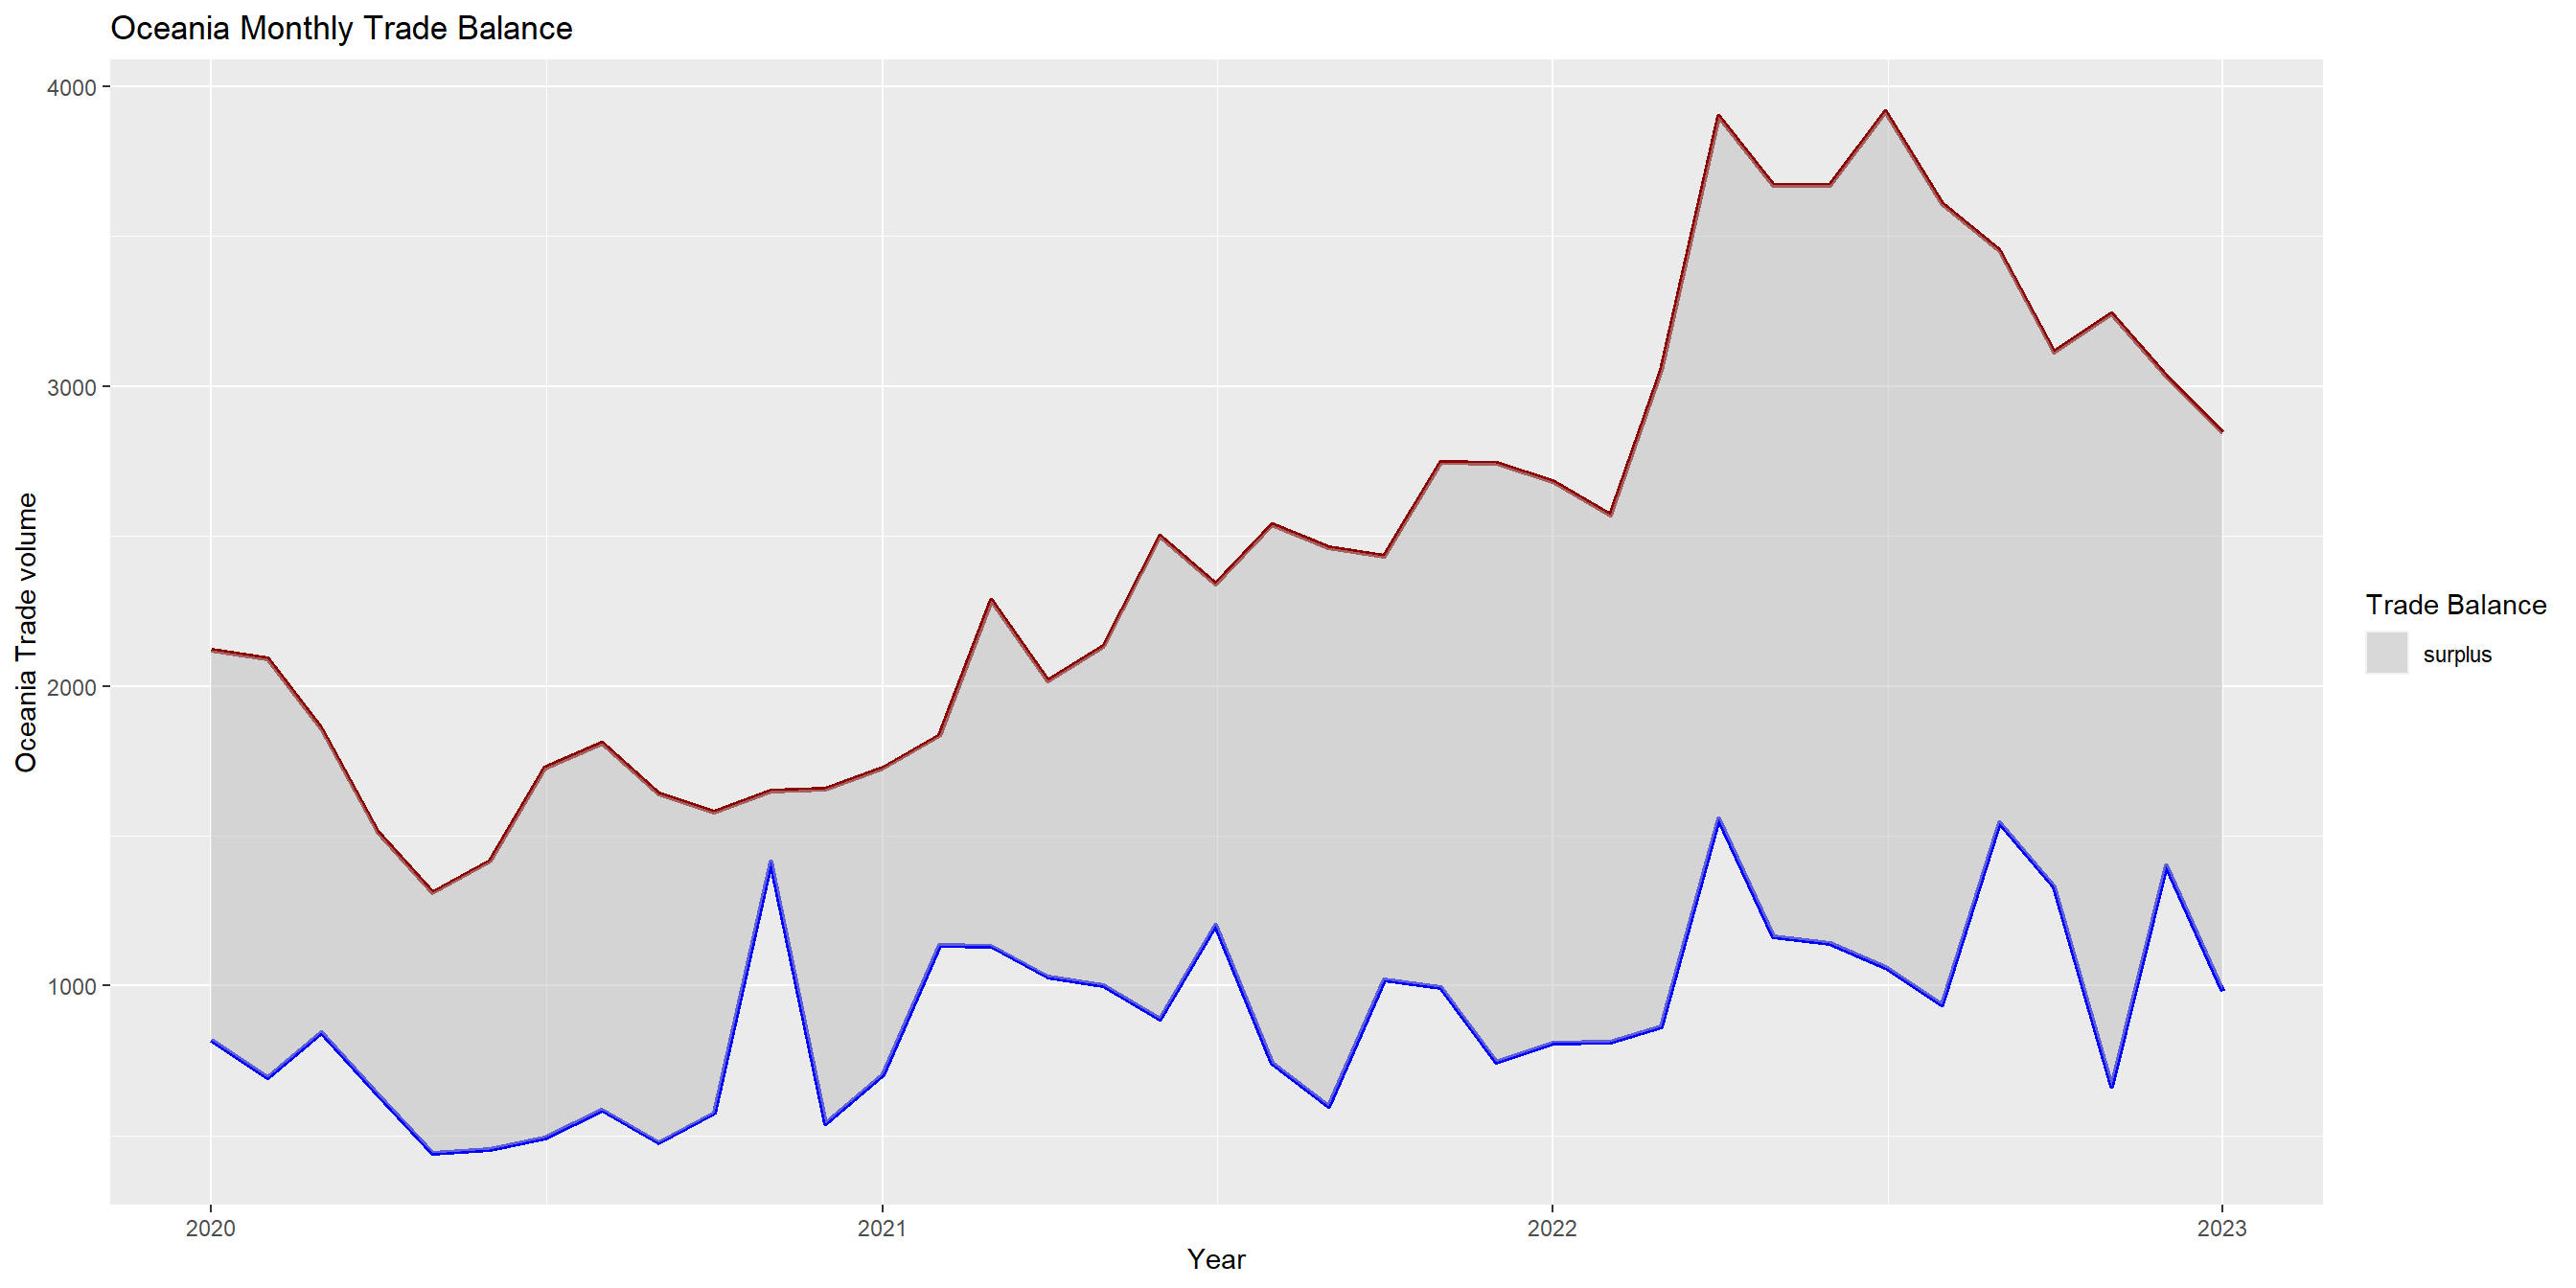 Oceania Monthly Trade Balance
4000
3000
2000
1000
Oceania Trade volume
2020
2021
2022
2023
Year
Trade Balance
surplus